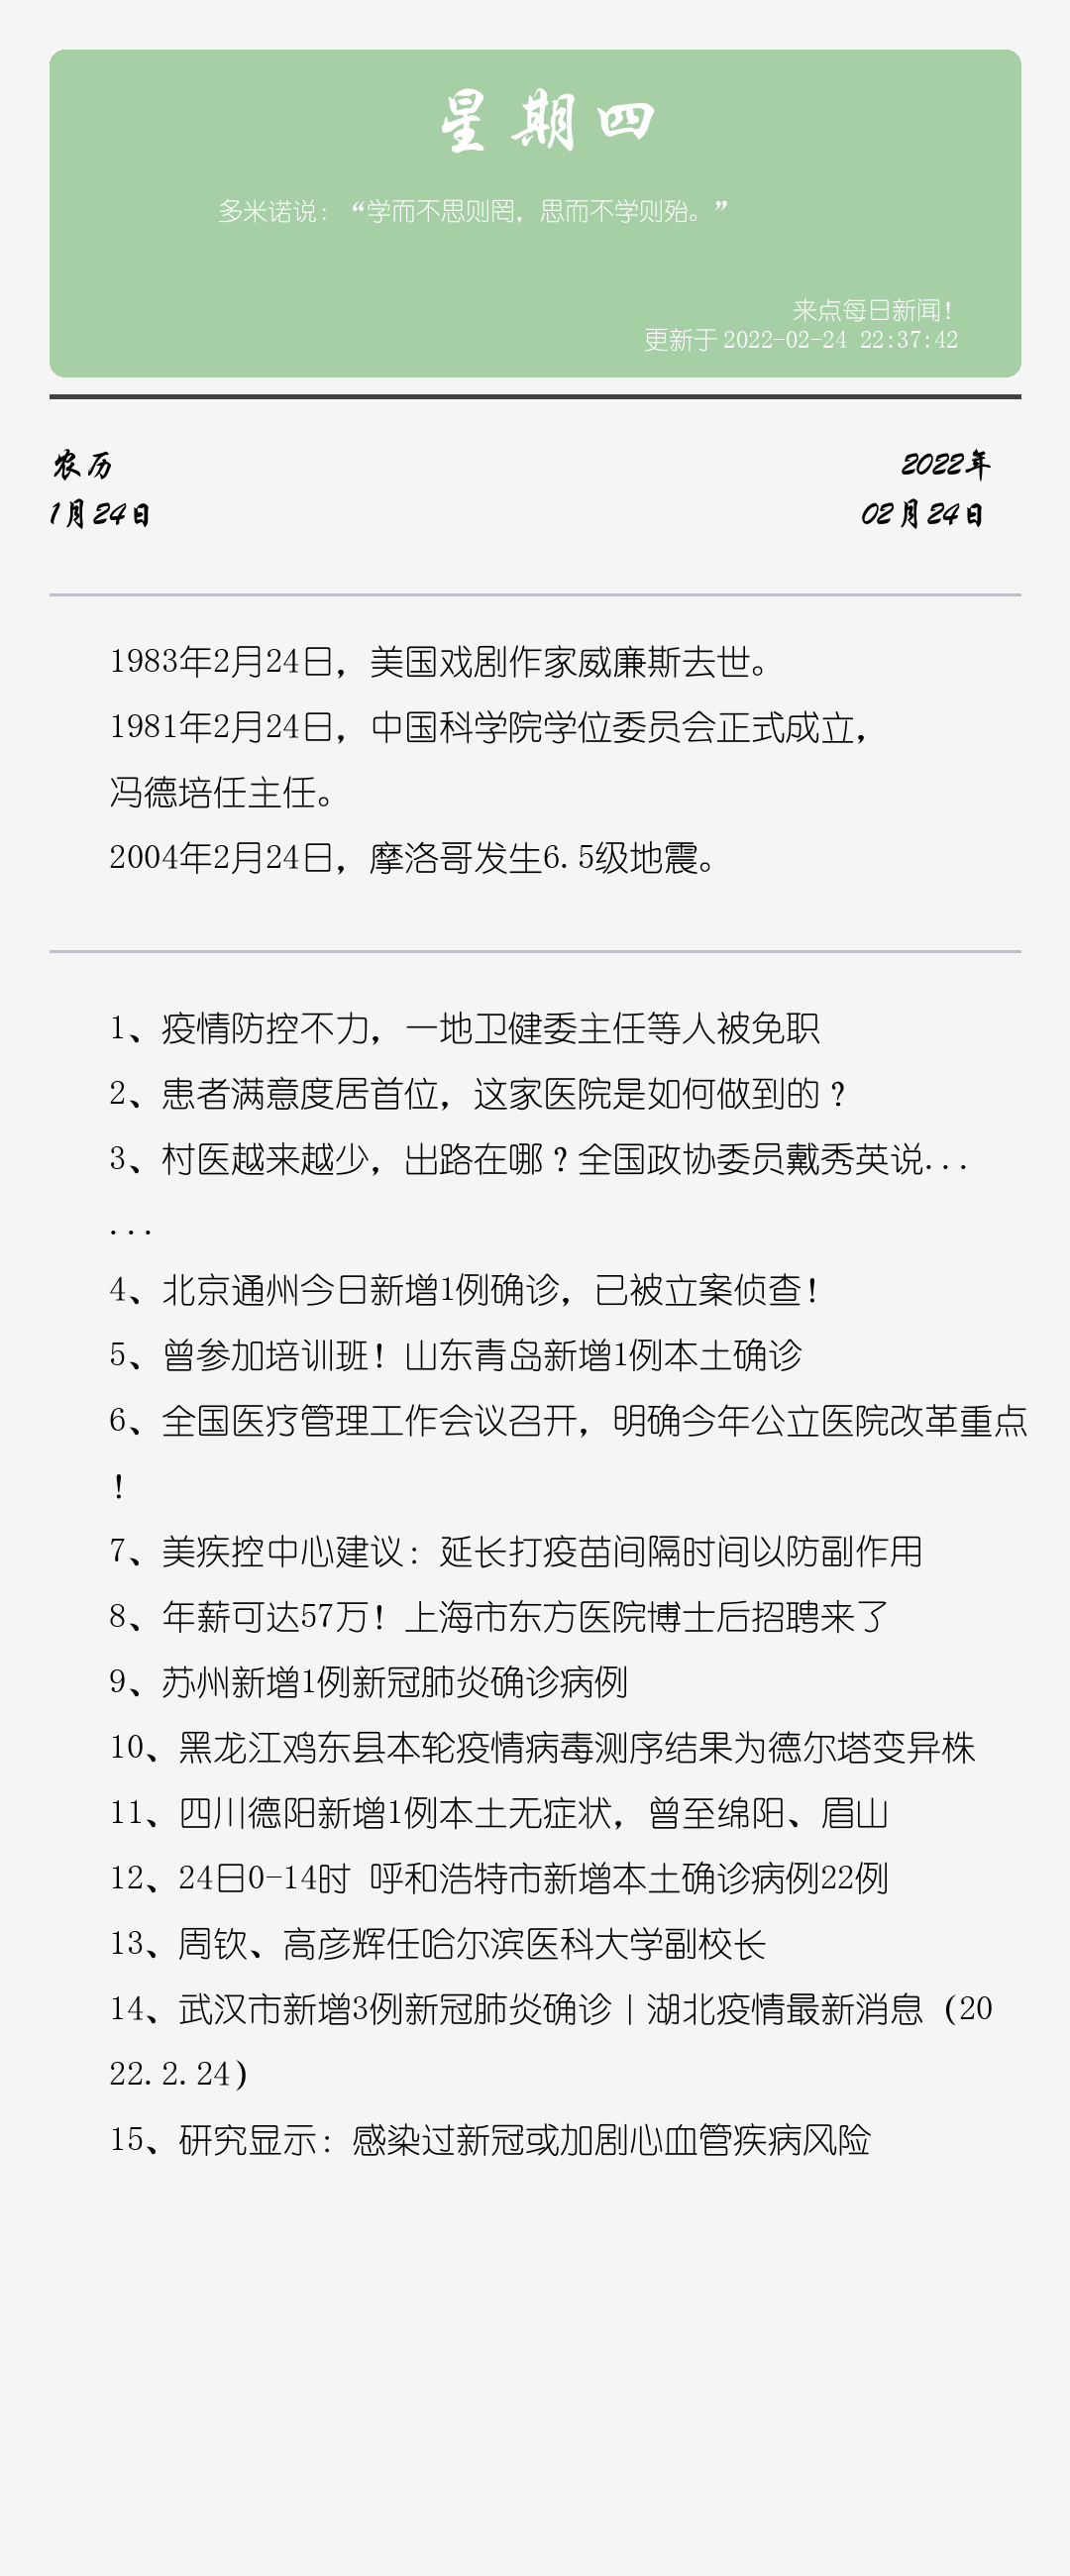 星期四
多米诺说：“学而不思则罔，思而不学则殆。”
来点每日新闻！
更新于 2022-02-24 22:37:42
农历
2022年
1月24日
02月24日
1983年2月24日，美国戏剧作家威廉斯去世。
1981年2月24日，中国科学院学位委员会正式成立，
冯德培任主任。
2004年2月24日，摩洛哥发生6.5级地震。
1、疫情防控不力，一地卫健委主任等人被免职
2、患者满意度居首位，这家医院是如何做到的？
3、村医越来越少，出路在哪？全国政协委员戴秀英说...
...
4、北京通州今日新增1例确诊，已被立案侦查！
5、曾参加培训班！山东青岛新增1例本土确诊
6、全国医疗管理工作会议召开，明确今年公立医院改革重点
！
7、美疾控中心建议：延长打疫苗间隔时间以防副作用
8、年薪可达57万！上海市东方医院博士后招聘来了
9、苏州新增1例新冠肺炎确诊病例
10、黑龙江鸡东县本轮疫情病毒测序结果为德尔塔变异株
11、四川德阳新增1例本土无症状，曾至绵阳、眉山
12、24日0-14时 呼和浩特市新增本土确诊病例22例
13、周钦、高彦辉任哈尔滨医科大学副校长
14、武汉市新增3例新冠肺炎确诊丨湖北疫情最新消息（20
22.2.24）
15、研究显示：感染过新冠或加剧心血管疾病风险